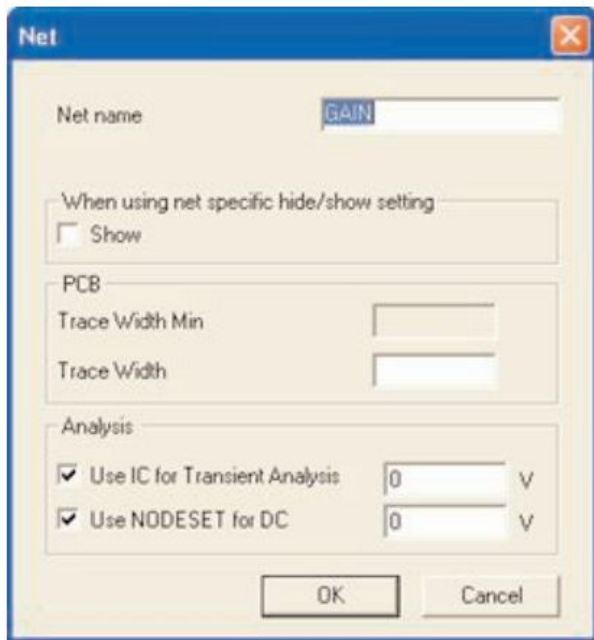 Net
Net name GAIN
When using net specific hide/show setting
Show
PCB
Trace Width Min
Trace Width
Analysis
Use IC for Transient Analysis 0 V
Use NODESET for DC 0 V
OK Cancel